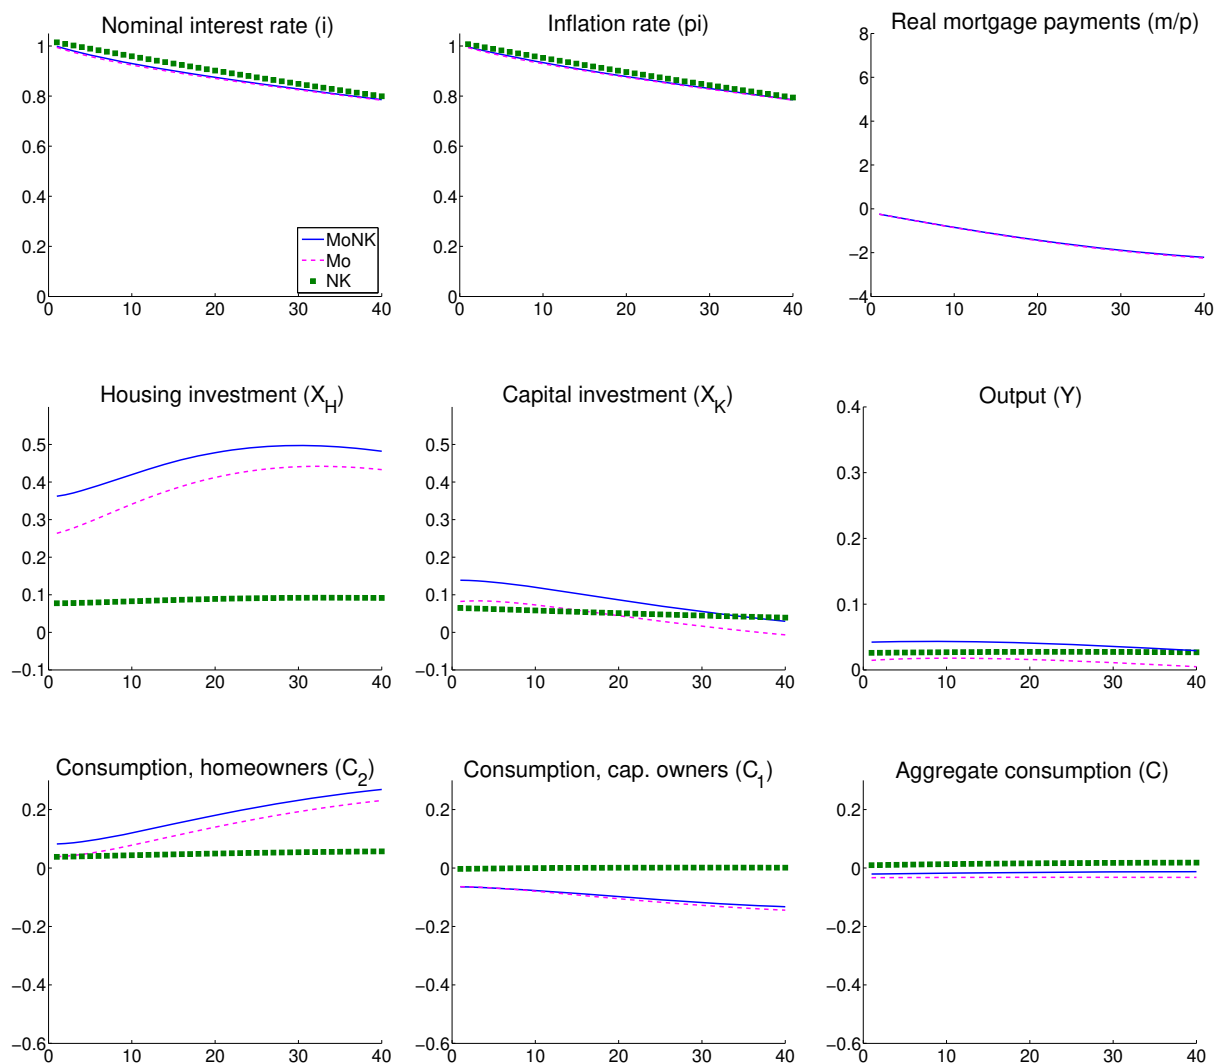 Nominal interest rate (i)
1
0.8
0.6
0.4
0.2
0
0 10 20 30 40
MoNK
Mo
NK
Inflation rate (pi)
1
0.8
0.6
0.4
0.2
0
0 10 20 30 40
Real mortgage payments (m/p)
8
6
4
2
0
−2
−4
0 10 20 30 40
Housing investment (X_H)
0.5
0.4
0.3
0.2
0.1
0
−0.1
0 10 20 30 40
Capital investment (X_K)
0.5
0.4
0.3
0.2
0.1
0
−0.1
0 10 20 30 40
Output (Y)
0.4
0.3
0.2
0.1
0
0 10 20 30 40
Consumption, homeowners (C_2)
0.2
0
−0.2
−0.4
−0.6
0 10 20 30 40
Consumption, cap. owners (C_1)
0.2
0
−0.2
−0.4
−0.6
0 10 20 30 40
Aggregate consumption (C)
0.2
0
−0.2
−0.4
−0.6
0 10 20 30 40